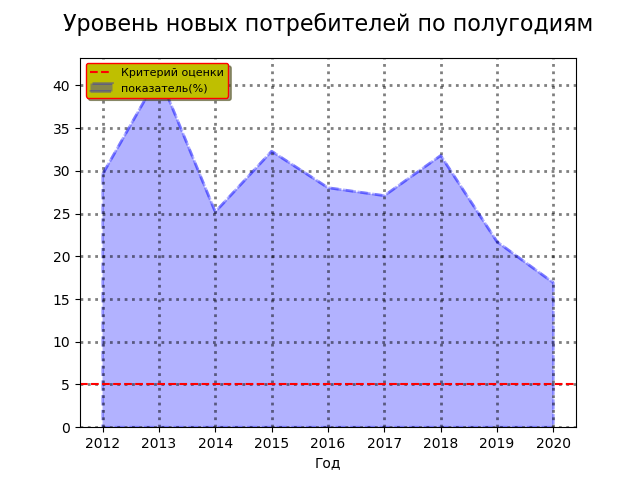 Уровень новых потребителей по полугодиям
Критерий оценки
показатель(%)
40
35
30
25
20
15
10
5
0
2012 2013 2014 2015 2016 2017 2018 2019 2020
Год